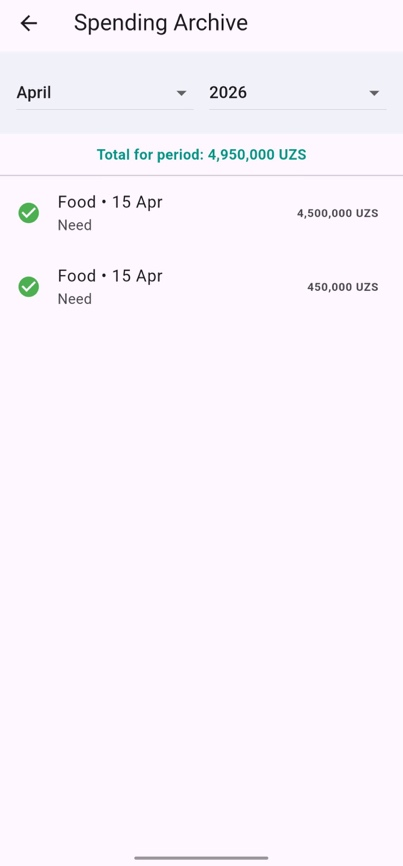 Spending Archive
April
2026
Total for period: 4,950,000 UZS
Food • 15 Apr
Need
4,500,000 UZS
Food • 15 Apr
Need
450,000 UZS